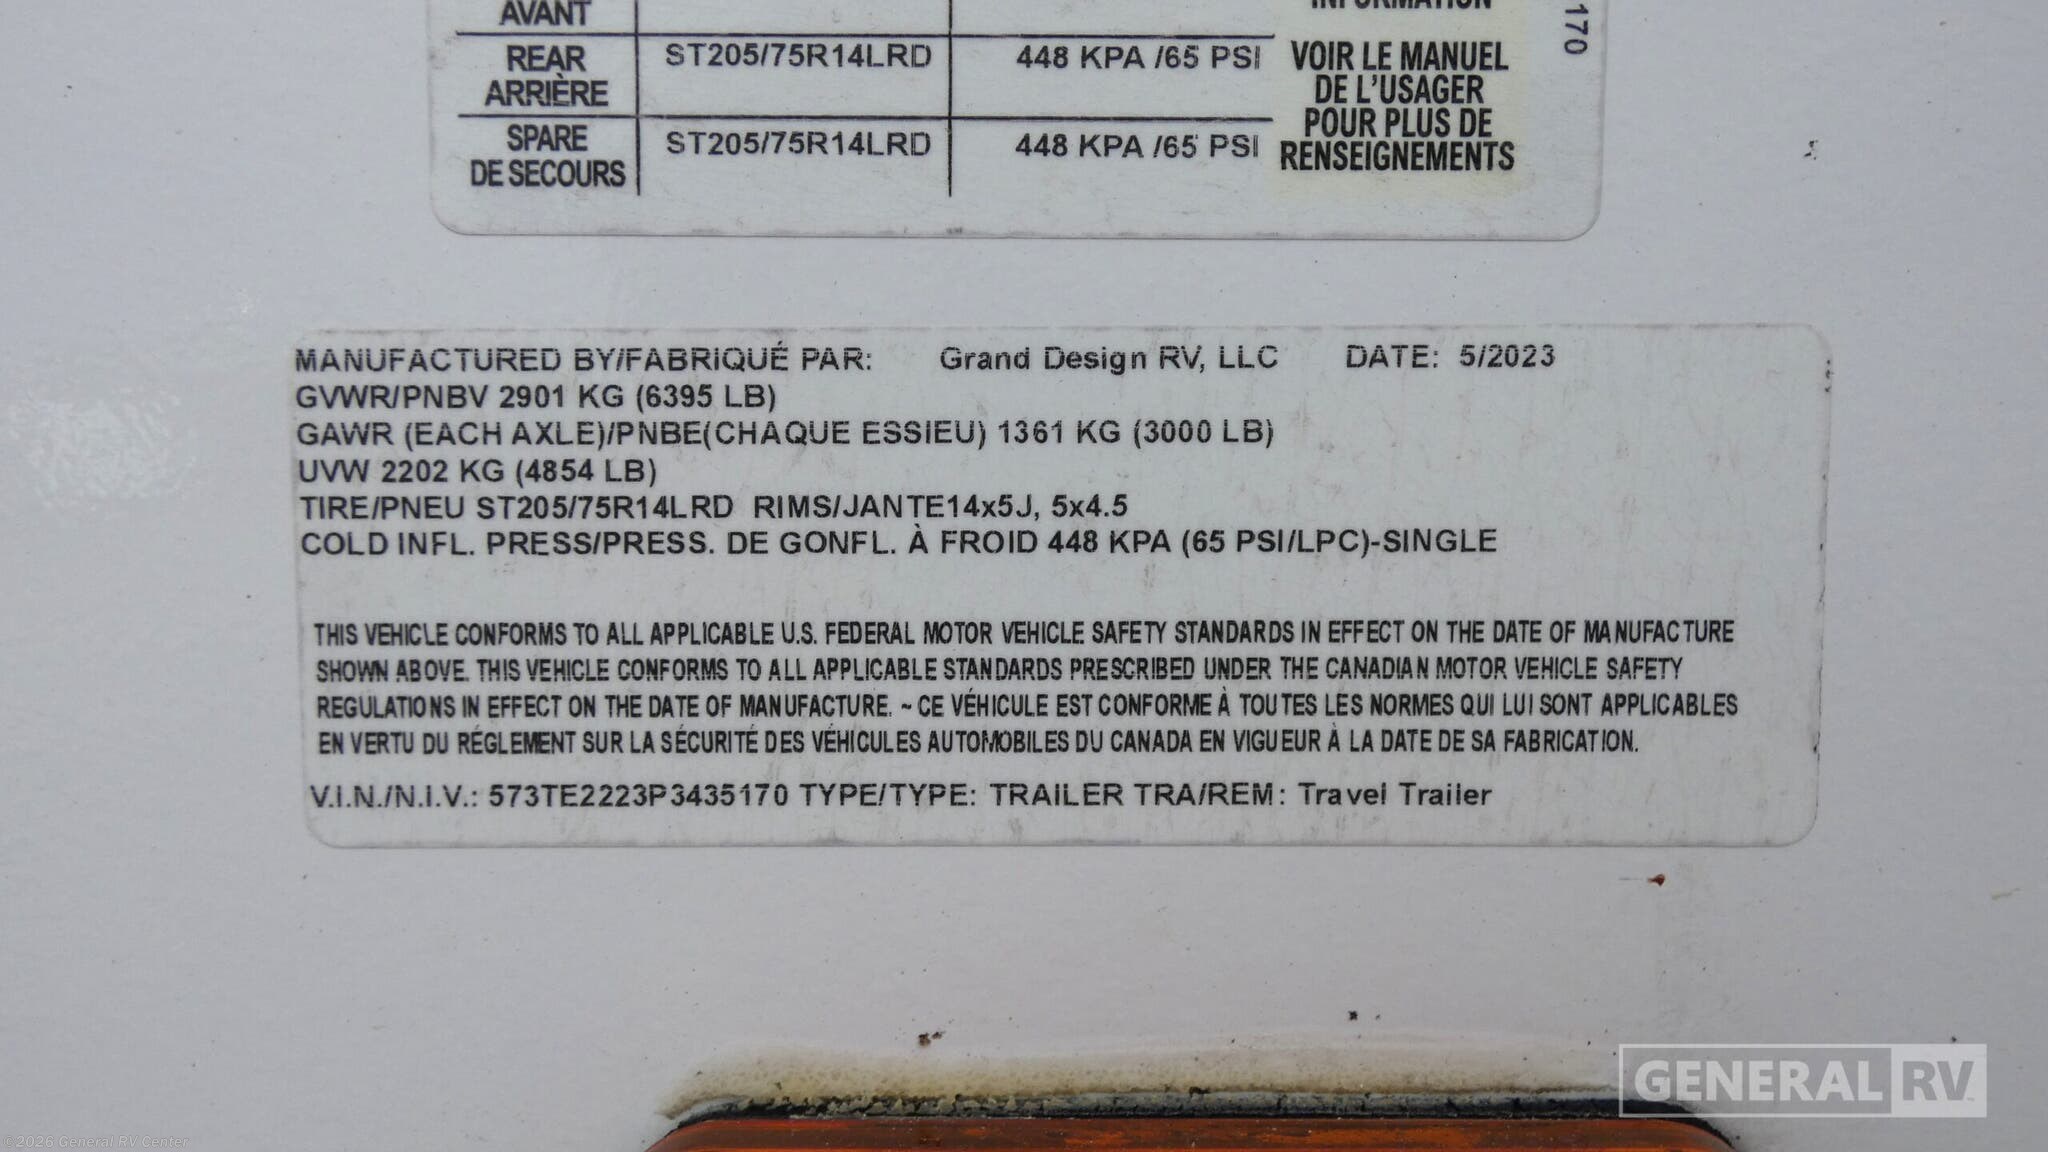 AVANT
INFORMATION
170
REAR ST205/75R14LRD 448 KPA /65 PSI
ARRIÈRE
VOIR LE MANUEL
DE L'USAGER
POUR PLUS DE
RENSEIGNEMENTS
SPARE ST205/75R14LRD 448 KPA /65 PSI
DE SECOURS
MANUFACTURED BY/FABRIQUÉ PAR: Grand Design RV, LLC DATE: 5/2023
GVWR/PNBV 2901 KG (6395 LB)
GAWR (EACH AXLE)/PNBE(CHAQUE ESSIEU) 1361 KG (3000 LB)
UVW 2202 KG (4854 LB)
TIRE/PNEU ST205/75R14LRD RIMS/JANTE14x5J, 5x4.5
COLD INFL. PRESS/PRESS. DE GONFL. À FROID 448 KPA (65 PSI/LPC)-SINGLE
THIS VEHICLE CONFORMS TO ALL APPLICABLE U.S. FEDERAL MOTOR VEHICLE SAFETY STANDARDS IN EFFECT ON THE DATE OF MANUFACTURE
SHOWN ABOVE. THIS VEHICLE CONFORMS TO ALL APPLICABLE STANDARDS PRESCRIBED UNDER THE CANADIAN MOTOR VEHICLE SAFETY
REGULATIONS IN EFFECT ON THE DATE OF MANUFACTURE. ~ CE VÉHICULE EST CONFORME À TOUTES LES NORMES QUI LUI SONT APPLICABLES
EN VERTU DU RÉGLEMENT SUR LA SÉCURITÉ DES VÉHICULES AUTOMOBILES DU CANADA EN VIGUEUR À LA DATE DE SA FABRICATION.
V.I.N./N.I.V.: 573TE2223P3435170 TYPE/TYPE: TRAILER TRA/REM: Travel Trailer
GENERAL RV
©2026 General RV Center